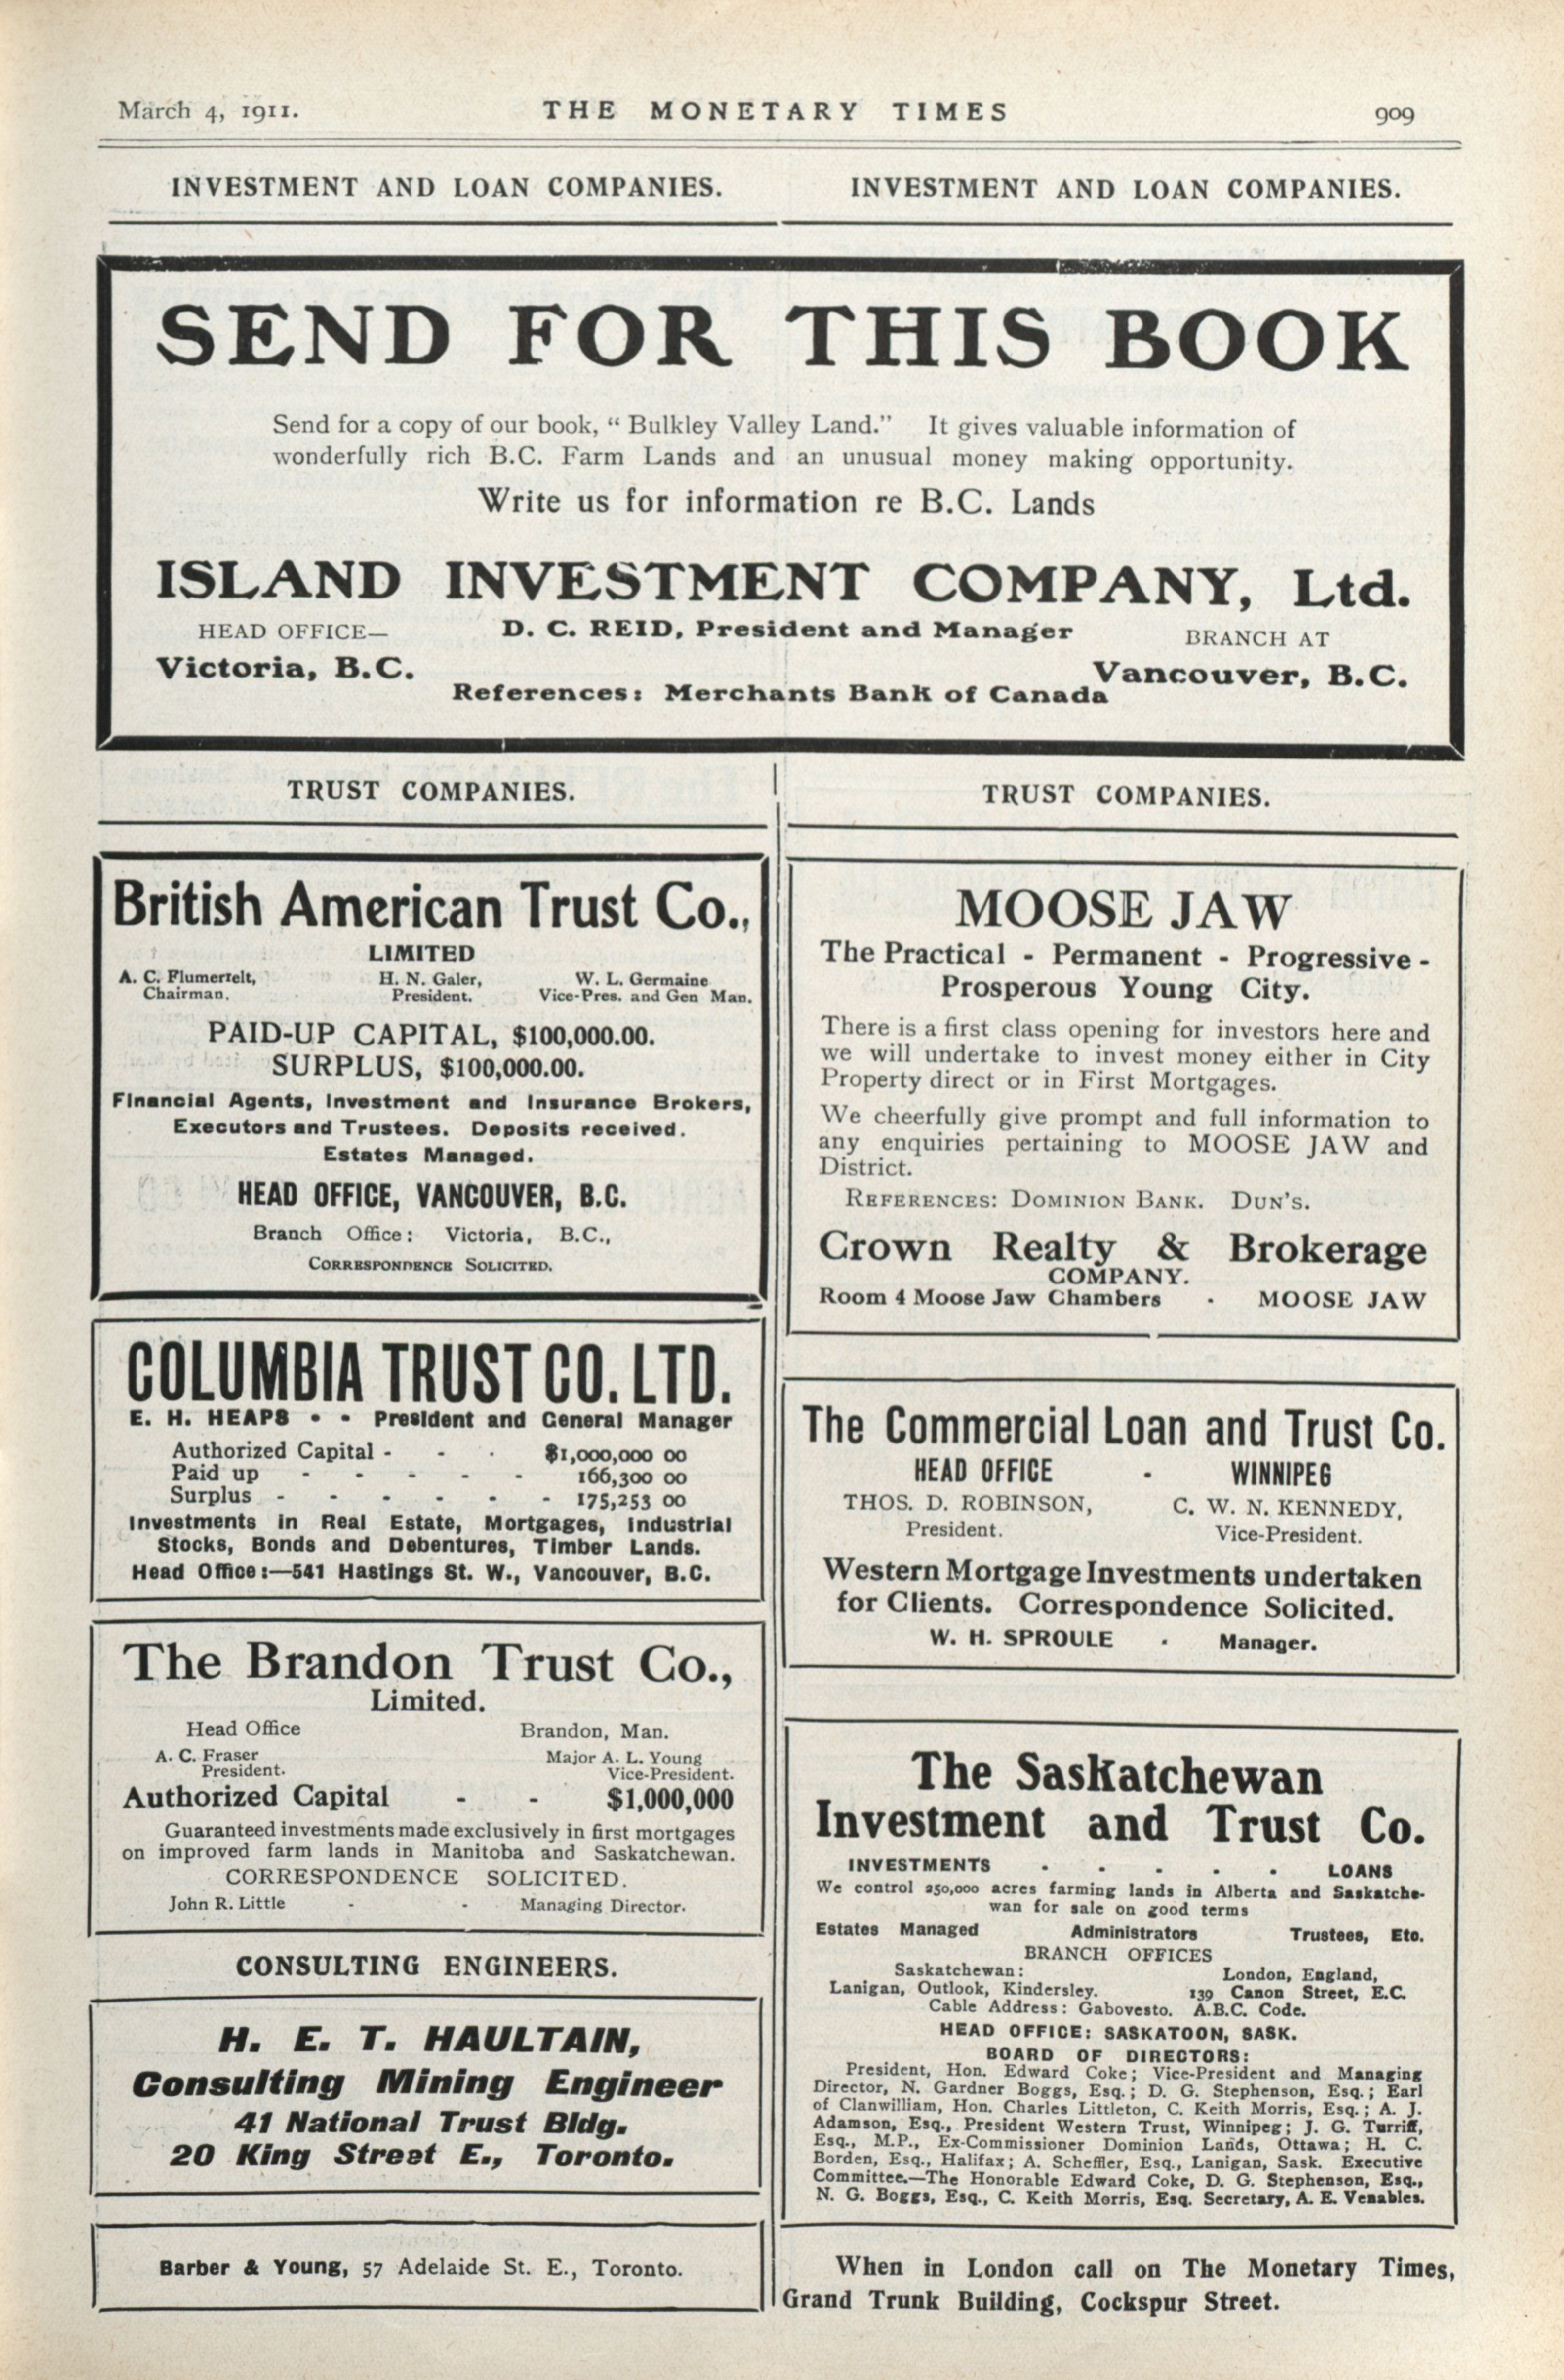 March 4, 1911.
THE MONETARY TIMES
909
INVESTMENT AND LOAN COMPANIES.
INVESTMENT AND LOAN COMPANIES.
SEND FOR THIS BOOK
Send for a copy of our book, “ Bulkley Valley Land.” It gives valuable information of
wonderfully rich B.C. Farm Lands and an unusual money making opportunity.
Write us for information re B.C. Lands
ISLAND INVESTMENT COMPANY, Ltd.
HEAD OFFICE—
D. C. REID, President and Manager
BRANCH AT
Victoria, B.C.
Vancouver, B.C.
References: Merchants Bank of Canada
TRUST COMPANIES.
British American Trust Co.,
LIMITED
A. C. Flumerfelt, H. N. Galer, W. L. Germaine
Chairman. President. Vice-Pres. and Gen Man.
PAID-UP CAPITAL, $100,000.00.
SURPLUS, $100,000.00.
Financial Agents, Investment and Insurance Brokers,
Executors and Trustees. Deposits received.
Estates Managed.
HEAD OFFICE, VANCOUVER, B.C.
Branch Office: Victoria, B.C.,
CORRESPONDENCE SOLICITED.
COLUMBIA TRUST CO. LTD.
E. H. HEAPS - - President and General Manager
Authorized Capital - - - $1,000,000 00
Paid up - - - - - 166,300 00
Surplus - - - - - - 175,253 00
Investments in Real Estate, Mortgages, Industrial
Stocks, Bonds and Debentures, Timber Lands.
Head Office:—541 Hastings St. W., Vancouver, B.C.
The Brandon Trust Co.,
Limited.
Head Office Brandon, Man.
A. C. Fraser Major A. L. Young
President. Vice-President.
Authorized Capital - - $1,000,000
Guaranteed investments made exclusively in first mortgages
on improved farm lands in Manitoba and Saskatchewan.
CORRESPONDENCE SOLICITED.
John R. Little - - Managing Director.
CONSULTING ENGINEERS.
H. E. T. HAULTAIN,
Consulting Mining Engineer
41 National Trust Bldg.
20 King Street E., Toronto.
Barber & Young, 57 Adelaide St. E., Toronto.
TRUST COMPANIES.
MOOSE JAW
The Practical - Permanent - Progressive -
Prosperous Young City.
There is a first class opening for investors here and
we will undertake to invest money either in City
Property direct or in First Mortgages.
We cheerfully give prompt and full information to
any enquiries pertaining to MOOSE JAW and
District.
REFERENCES: DOMINION BANK. DUN'S.
Crown Realty & Brokerage
COMPANY.
Room 4 Moose Jaw Chambers - MOOSE JAW
The Commercial Loan and Trust Co.
HEAD OFFICE - WINNIPEG
THOS. D. ROBINSON, C. W. N. KENNEDY,
President. Vice-President.
Western Mortgage Investments undertaken
for Clients. Correspondence Solicited.
W. H. SPROULE - Manager.
The Saskatchewan
Investment and Trust Co.
INVESTMENTS - - - - - LOANS
We control 250,000 acres farming lands in Alberta and Saskatche-
wan for sale on good terms
Estates Managed Administrators Trustees, Etc.
BRANCH OFFICES
Saskatchewan: London, England,
Lanigan, Outlook, Kindersley. 139 Canon Street, E.C.
Cable Address: Gabovesto. A.B.C. Code.
HEAD OFFICE: SASKATOON, SASK.
BOARD OF DIRECTORS:
President, Hon. Edward Coke; Vice-President and Managing
Director, N. Gardner Boggs, Esq.; D. G. Stephenson, Esq.; Earl
of Clanwilliam, Hon. Charles Littleton, C. Keith Morris, Esq.; A. J.
Adamson, Esq., President Western Trust, Winnipeg; J. G. Turriff,
Esq., M.P., Ex-Commissioner Dominion Lands, Ottawa; H. C.
Borden, Esq., Halifax; A. Scheffler, Esq., Lanigan, Sask. Executive
Committee.—The Honorable Edward Coke, D. G. Stephenson, Esq.,
N. G. Boggs, Esq., C. Keith Morris, Esq. Secretary, A. E. Venables.
When in London call on The Monetary Times,
Grand Trunk Building, Cockspur Street.